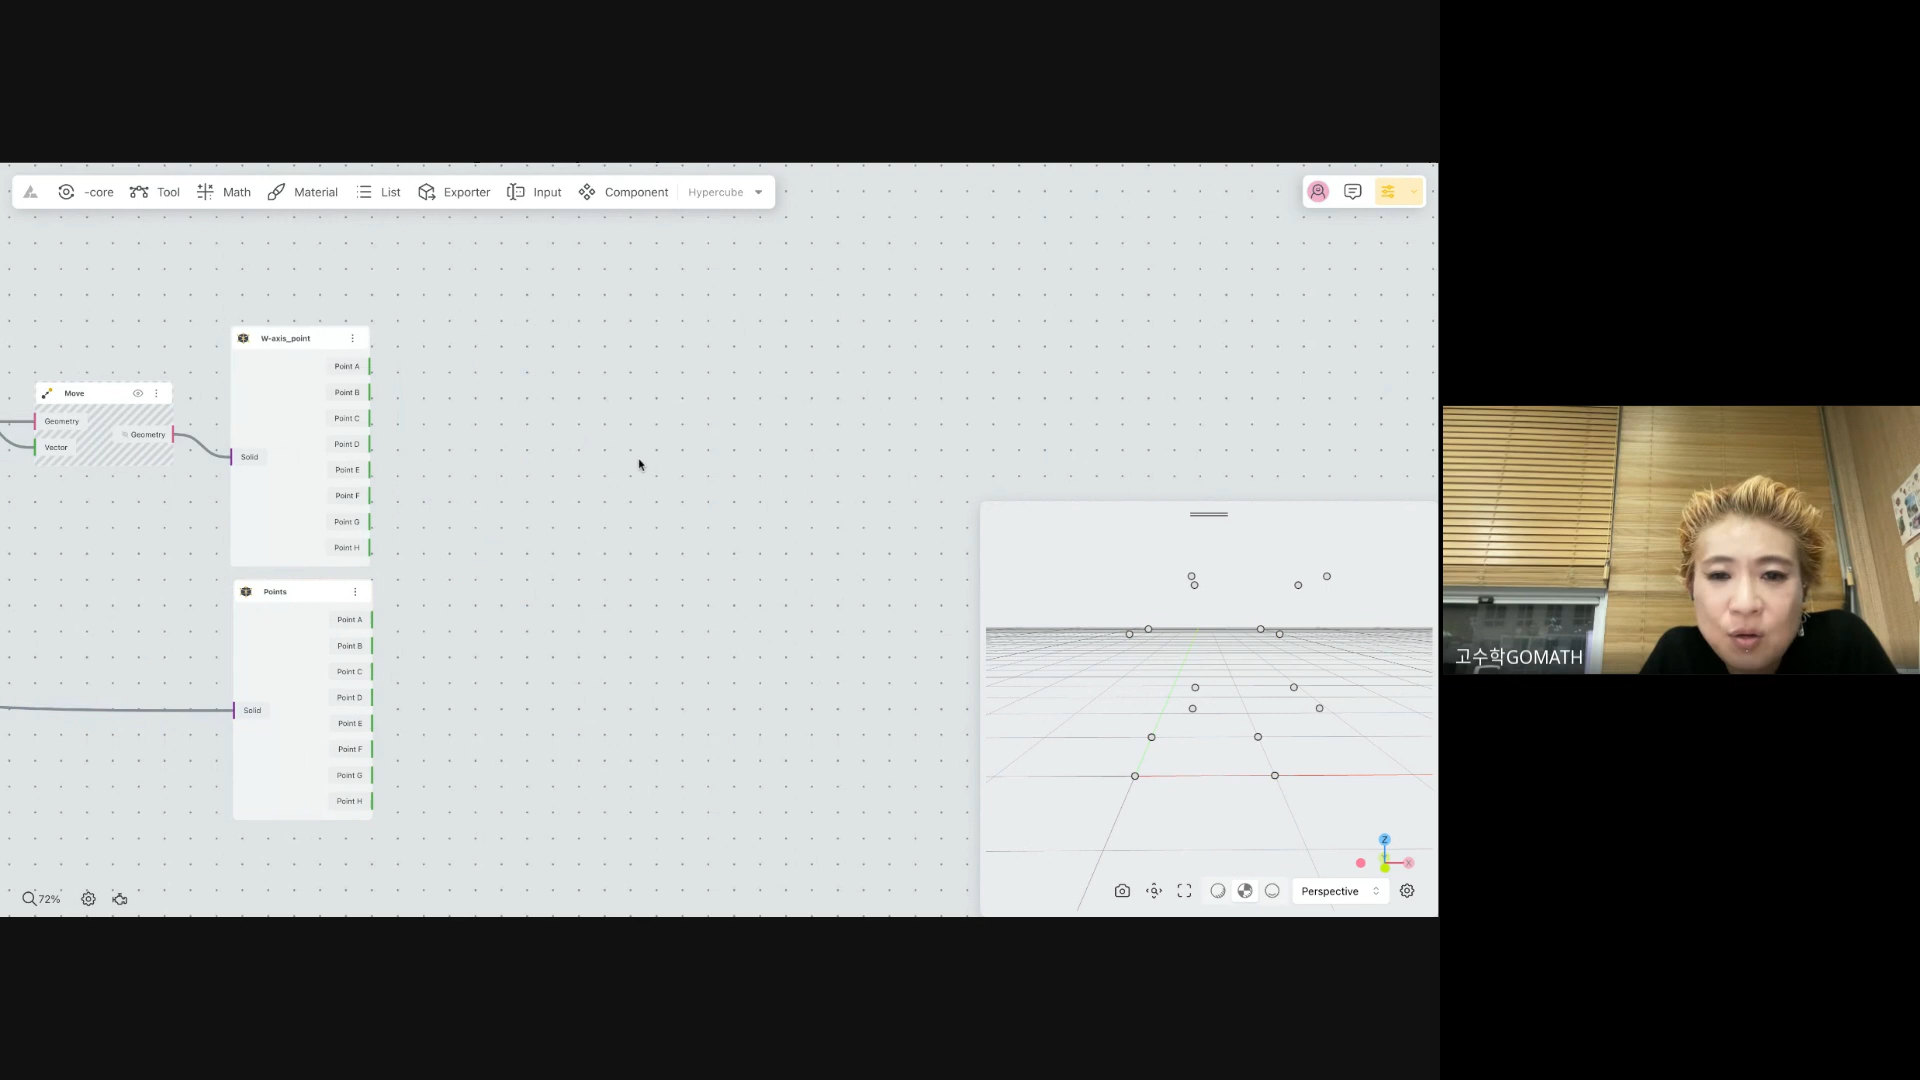 -core Tool Math Material List Exporter Input Component Hypercube
W-axis_point
Point A
Point B
Move
Point C
Geometry
Geometry
Point D
Vector
Solid
Point E
Point F
Point G
Point H
Points
Point A
Point B
Point C
Point D
Solid
Point E
Point F
Point G
Point H
고수학GOMATH
Z
X
72%
Perspective